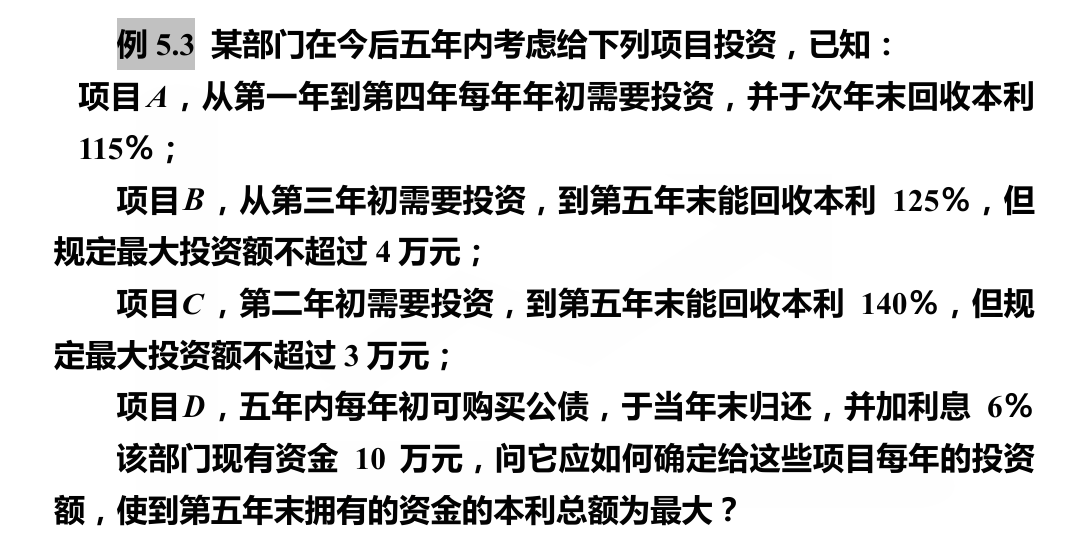 例 5.3 某部门在今后五年内考虑给下列项目投资，已知：
项目A，从第一年到第四年每年年初需要投资，并于次年末回收本利
115%；
项目B，从第三年初需要投资，到第五年末能回收本利 125%，但
规定最大投资额不超过 4 万元；
项目C，第二年初需要投资，到第五年末能回收本利 140%，但规
定最大投资额不超过 3 万元；
项目D，五年内每年初可购买公债，于当年末归还，并加利息 6%
该部门现有资金 10 万元，问它应如何确定给这些项目每年的投资
额，使到第五年末拥有的资金的本利总额为最大？